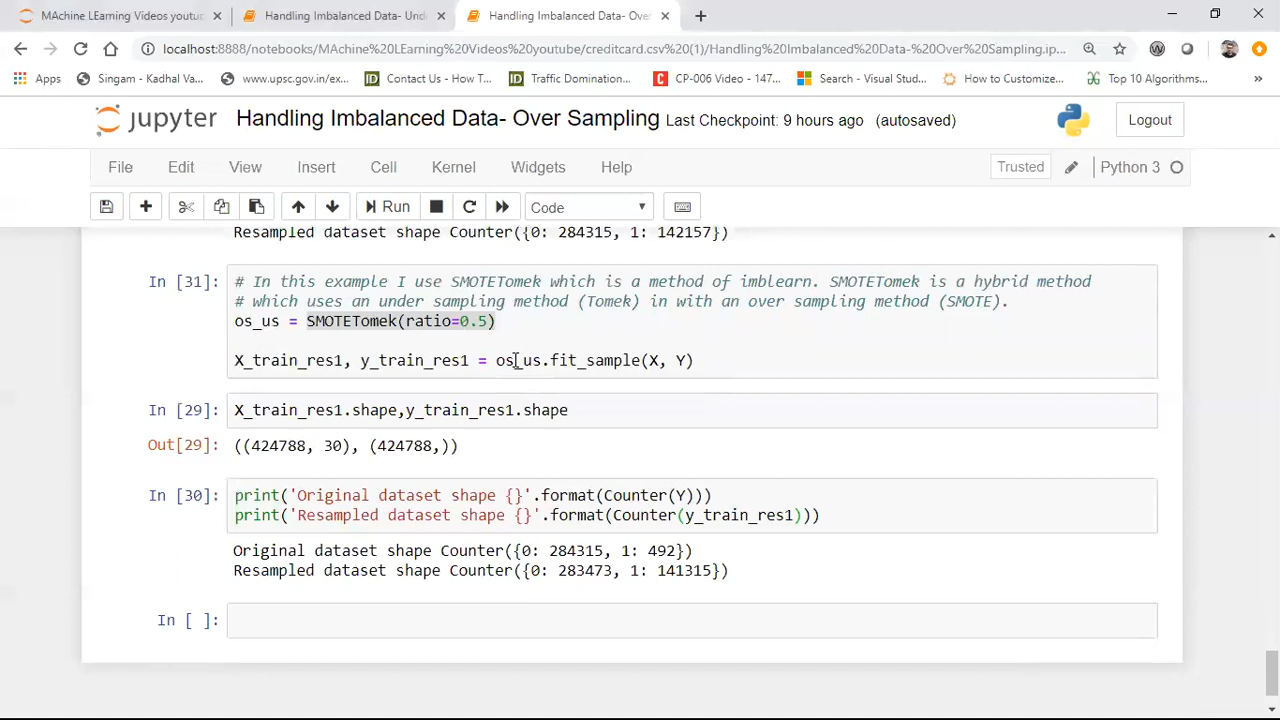 MAchine LEarning Videos youtu
Handling Imbalanced Data- Und
Handling Imbalanced Data- Over
localhost:8888/notebooks/MAchine%20LEarning%20Videos%20youtube/creditcard.csv%20(1)/Handling%20Imbalanced%20Data-%20Over%20Sampling.ip...
Apps
Singam - Kadhal Va...
www.upsc.gov.in/ex...
Contact Us - How T...
Traffic Domination...
CP-006 Video - 147...
Search - Visual Stud...
How to Customize...
Top 10 Algorithms...
jupyter Handling Imbalanced Data- Over Sampling Last Checkpoint: 9 hours ago (autosaved)
Logout
File Edit View Insert Cell Kernel Widgets Help
Trusted
Python 3
Run
Code
Resampled dataset shape Counter({0: 284315, 1: 142157})
In [31]: # In this example I use SMOTETomek which is a method of imblearn. SMOTETomek is a hybrid method
# which uses an under sampling method (Tomek) in with an over sampling method (SMOTE).
os_us = SMOTETomek(ratio=0.5)
X_train_res1, y_train_res1 = os_us.fit_sample(X, Y)
In [29]: X_train_res1.shape,y_train_res1.shape
Out[29]: ((424788, 30), (424788,))
In [30]: print('Original dataset shape {}'.format(Counter(Y)))
print('Resampled dataset shape {}'.format(Counter(y_train_res1)))
Original dataset shape Counter({0: 284315, 1: 492})
Resampled dataset shape Counter({0: 283473, 1: 141315})
In [ ]: